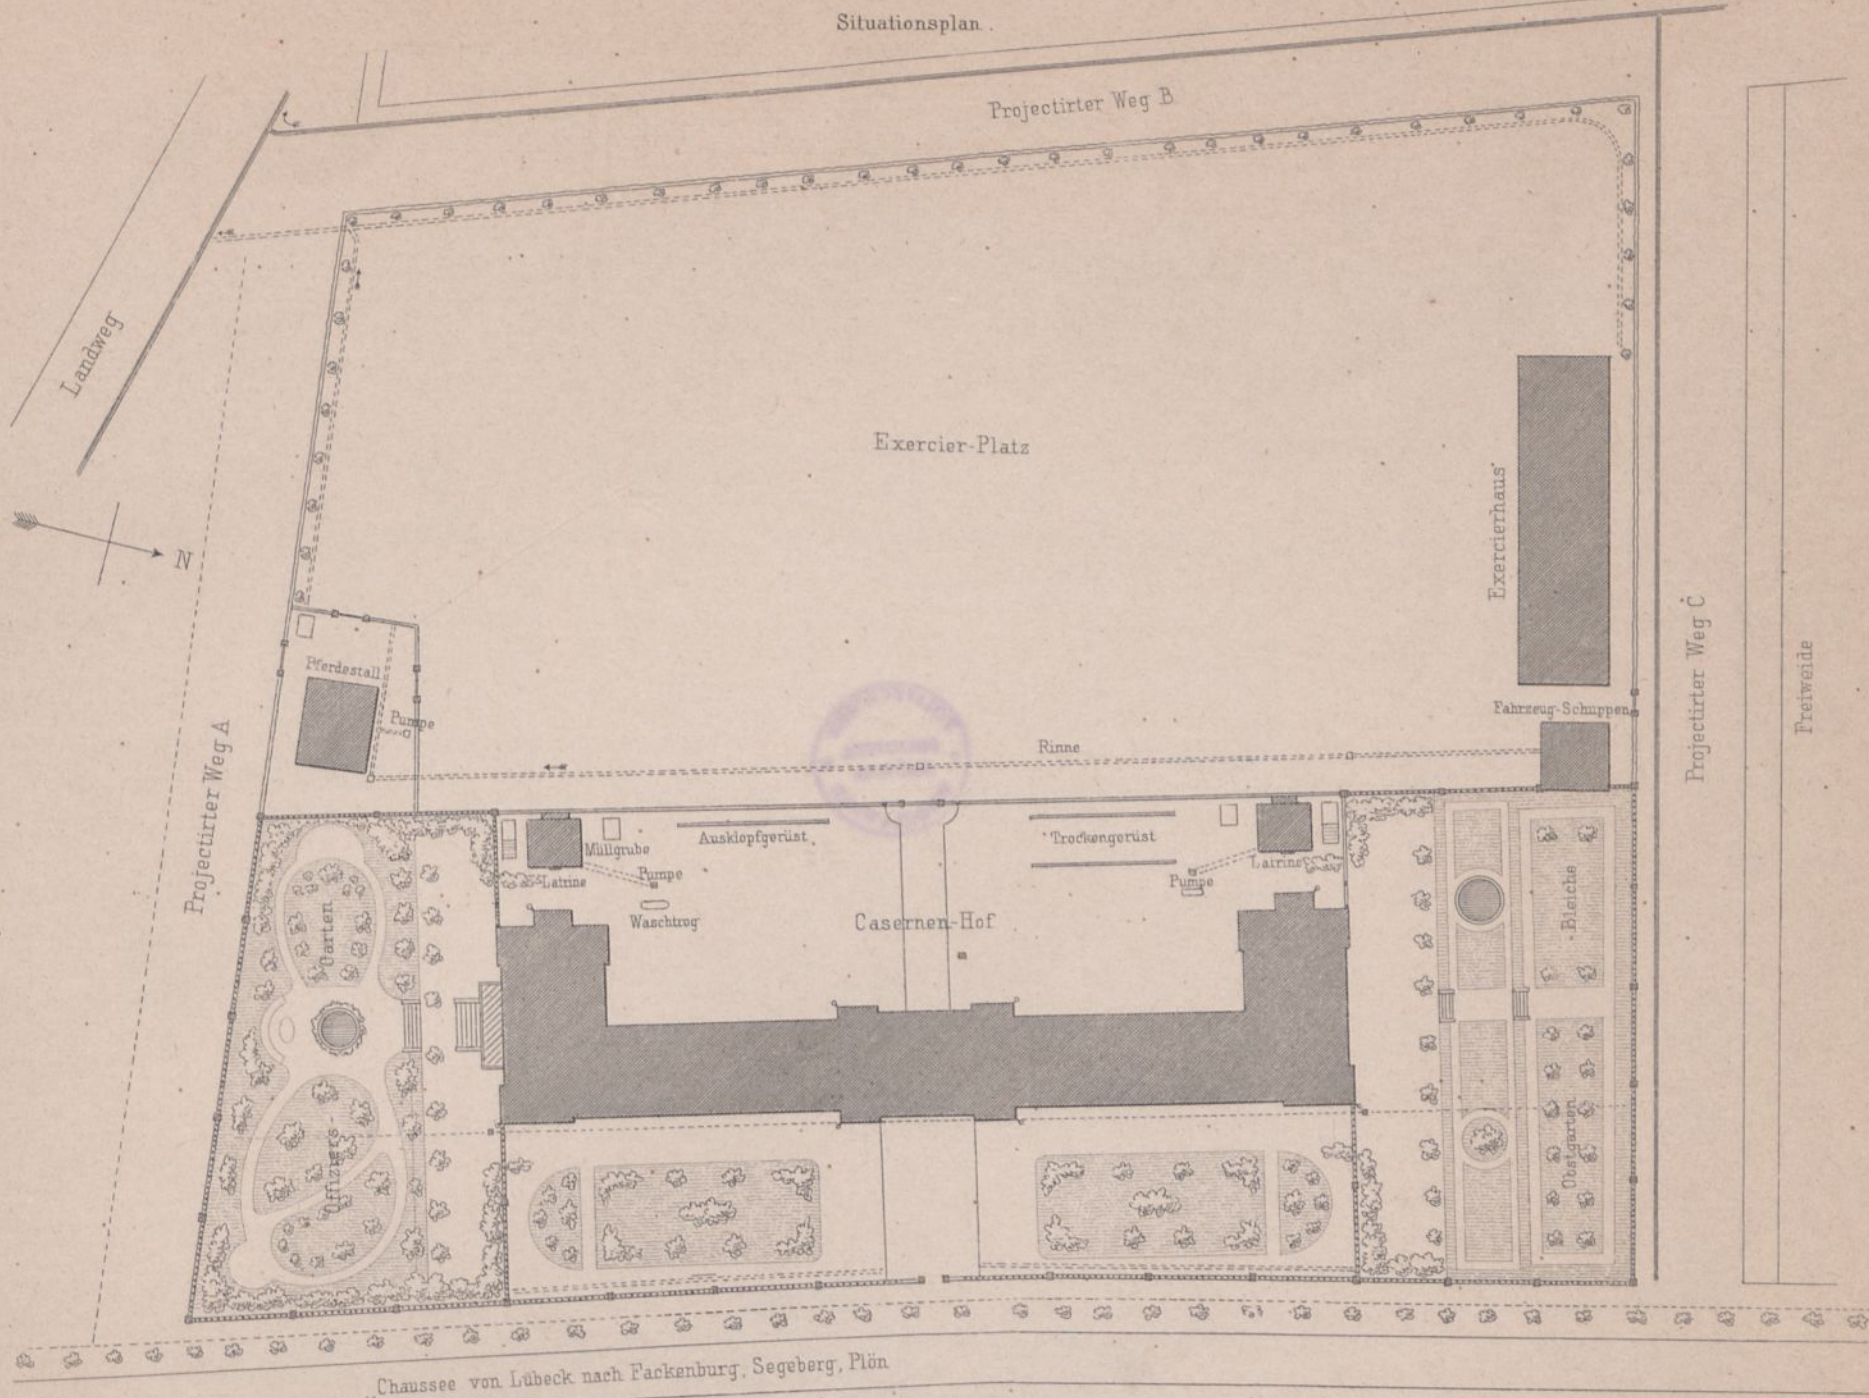 Situationsplan.
Projectirter Weg B
Landweg
Exercier-Platz
Exercierhaus
N
Projectirter Weg C
Freiweide
Pferdestall
Pumpe
Fahrzeug-Schuppen
Projectirter Weg A
Rinne
Ausklopfgerüst
Trockengerüst
Müllgrube
Latrine
Pumpe
Latrine
Pumpe
Waschtrog
Casernen-Hof
Bleiche
Offiziers-
Garten
Obstgarten
Chaussee von Lübeck nach Fackenburg, Segeberg, Plön